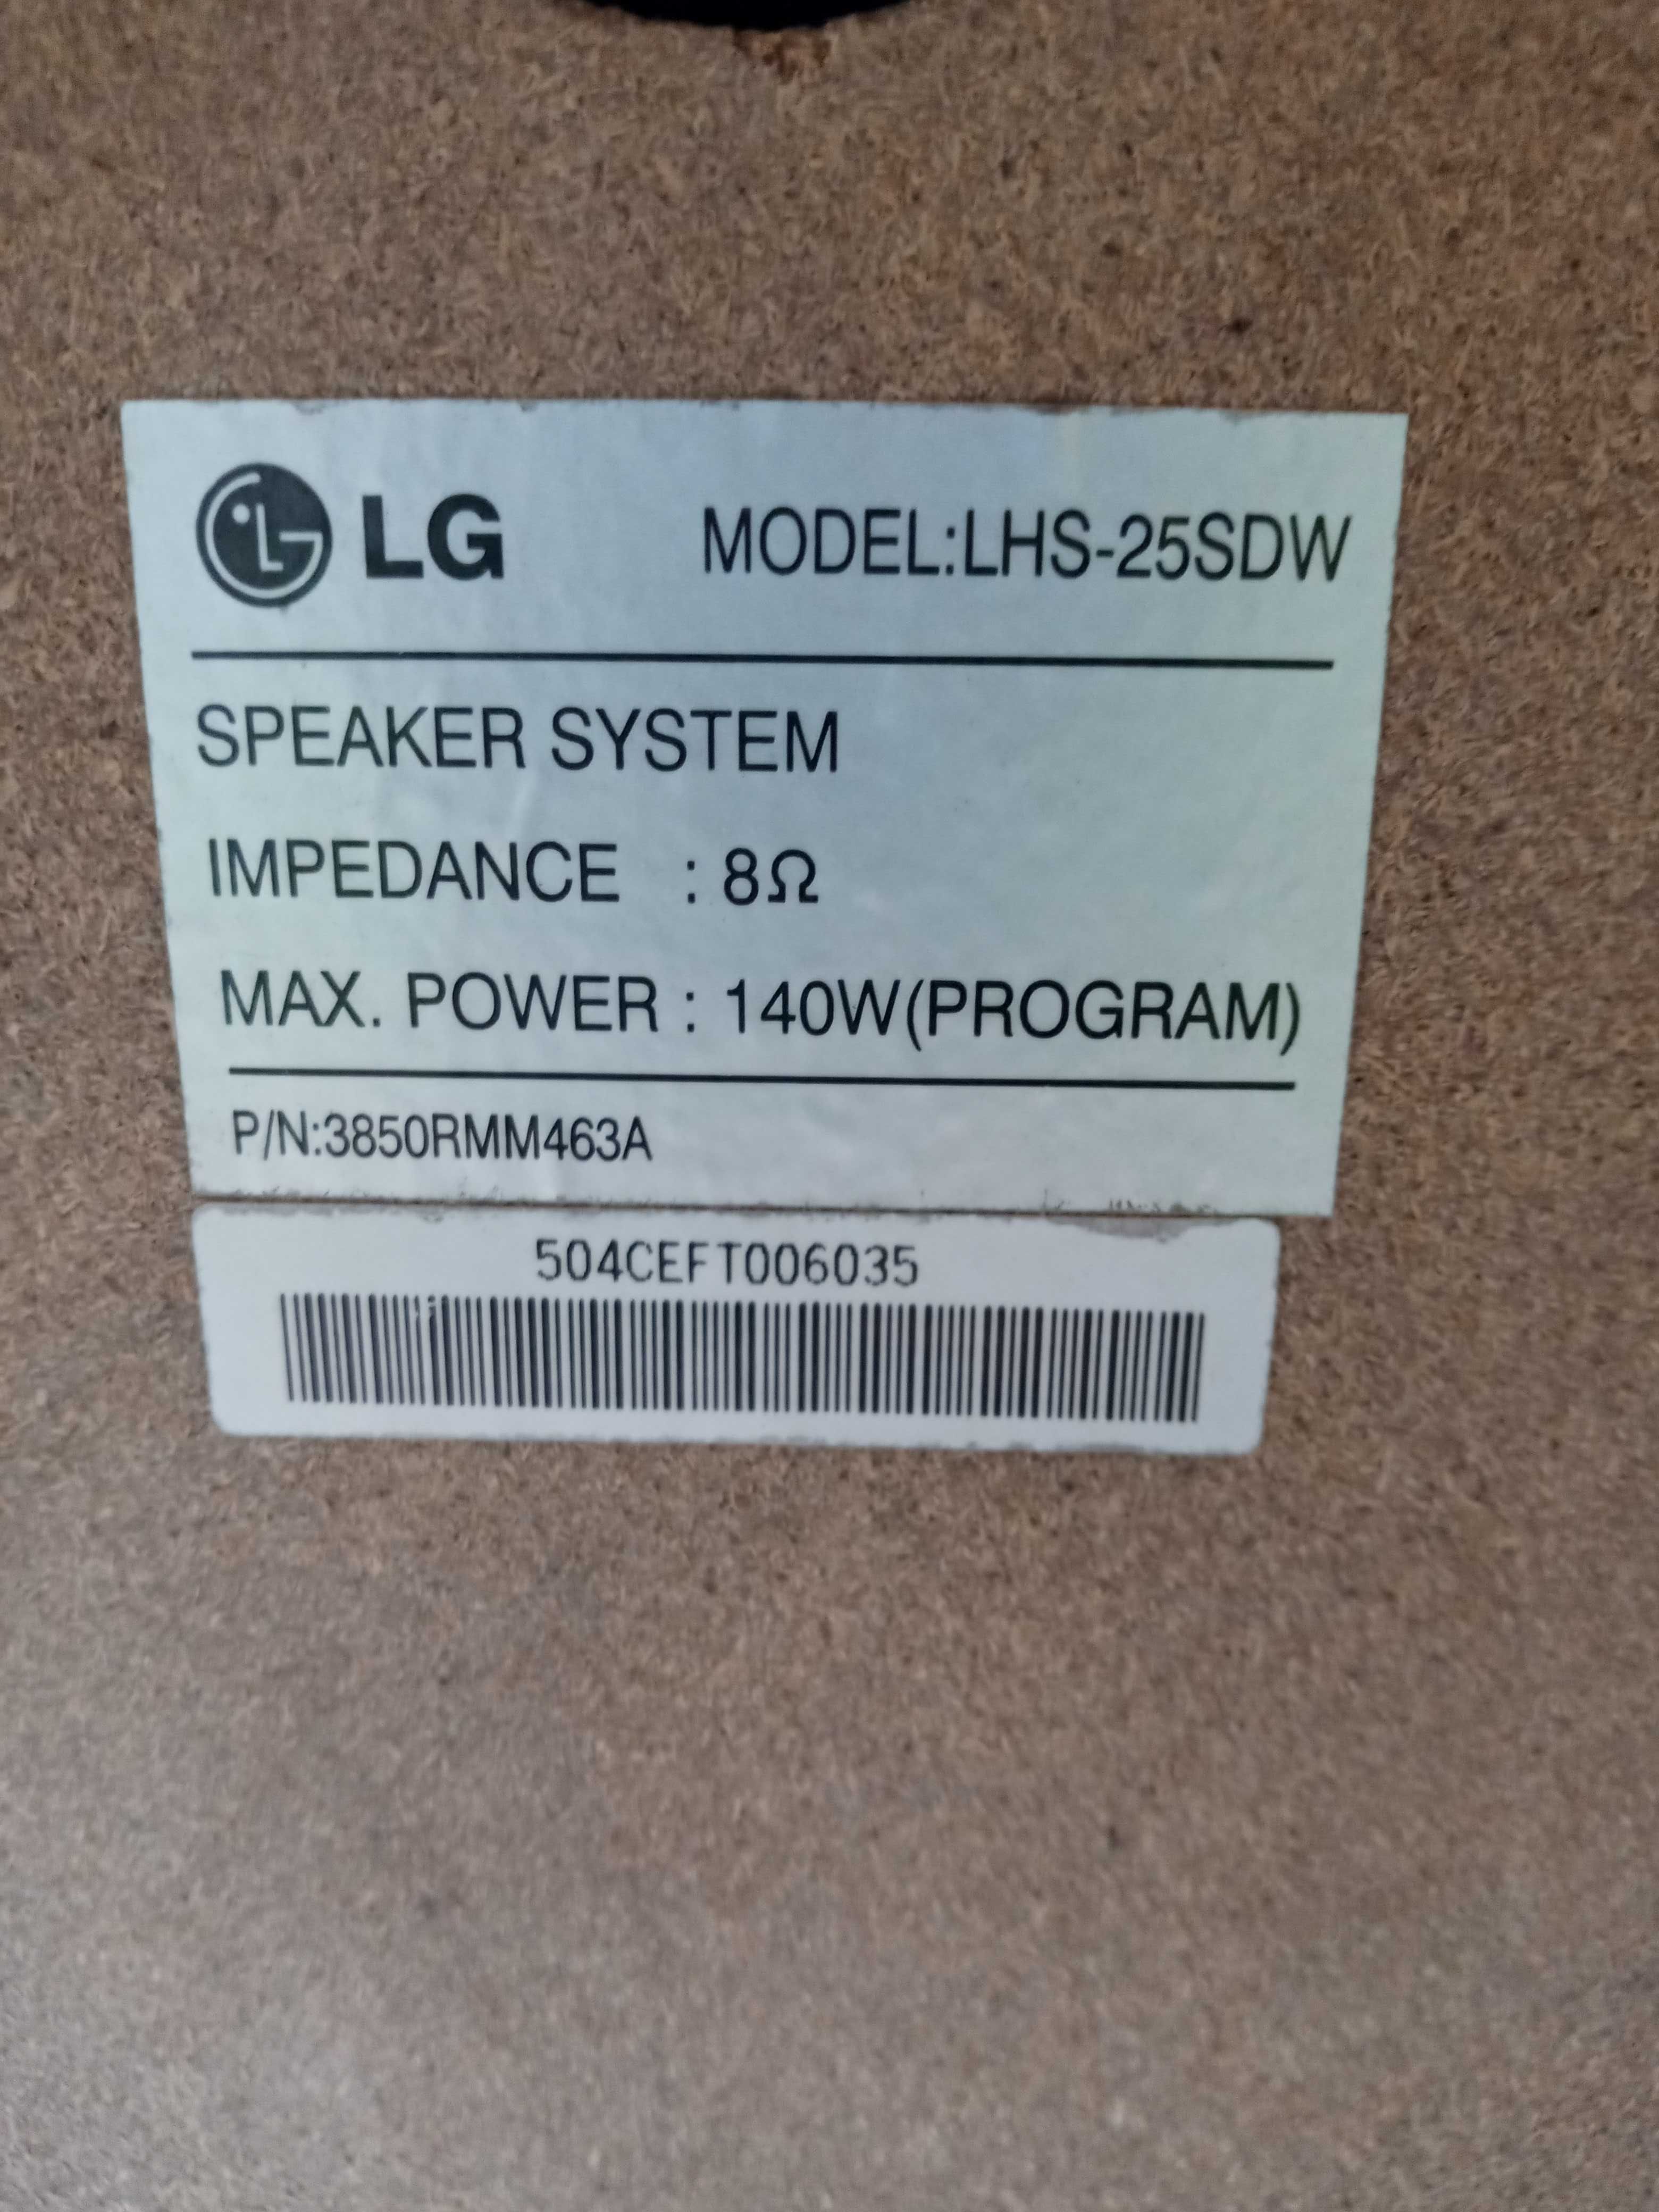 LG MODEL:LHS-25SDW
SPEAKER SYSTEM
IMPEDANCE : 8Ω
MAX. POWER : 140W(PROGRAM)
P/N:3850RMM463A
504CEFT006035